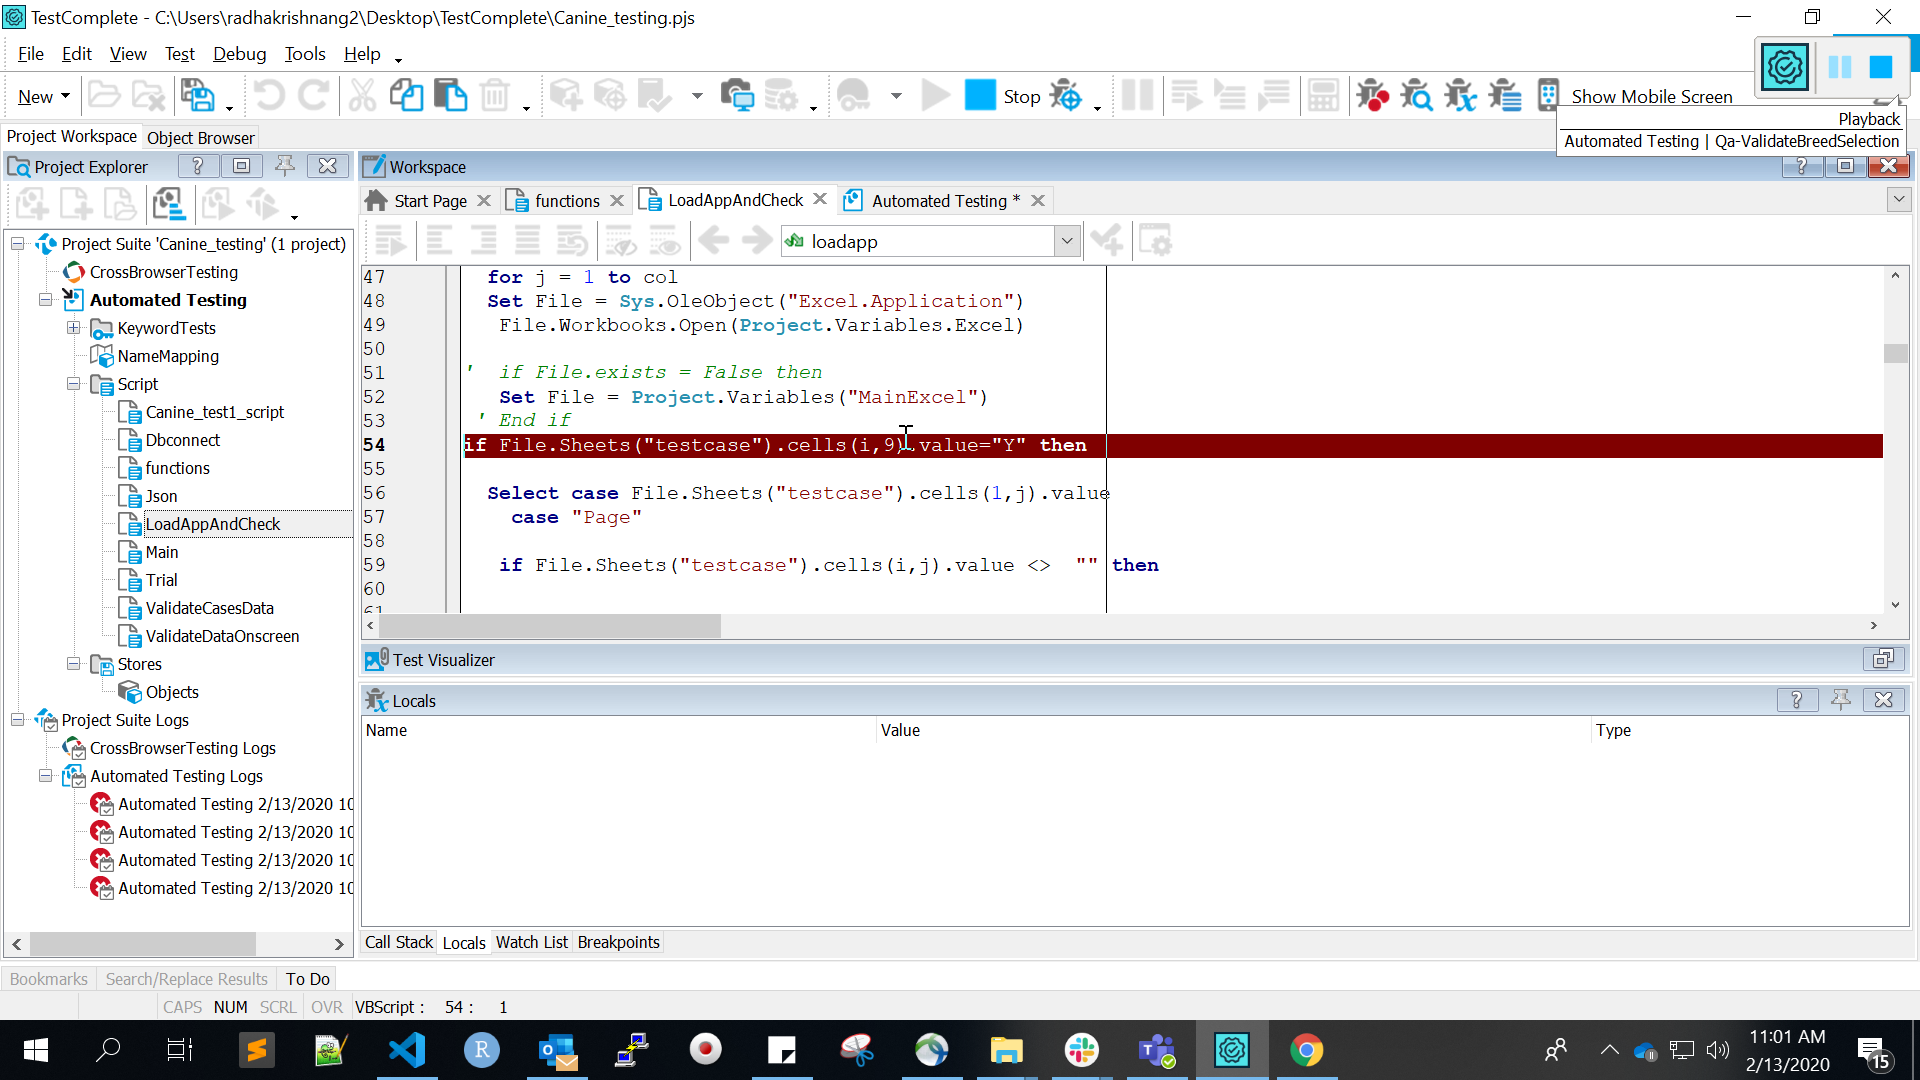 TestComplete - C:\Users\radhakrishnang2\Desktop\TestComplete\Canine_testing.pjs
File Edit View Test Debug Tools Help
New Stop Show Mobile Screen
Playback
Automated Testing | Qa-ValidateBreedSelection
Project Workspace Object Browser
Project Explorer ?
Workspace ?
Start Page functions LoadAppAndCheck Automated Testing *
loadapp
Project Suite 'Canine_testing' (1 project)
CrossBrowserTesting
Automated Testing
KeywordTests
NameMapping
Script
Canine_test1_script
Dbconnect
functions
Json
LoadAppAndCheck
Main
Trial
ValidateCasesData
ValidateDataOnscreen
Stores
Objects
Project Suite Logs
CrossBrowserTesting Logs
Automated Testing Logs
Automated Testing 2/13/2020 10
Automated Testing 2/13/2020 10
Automated Testing 2/13/2020 10
Automated Testing 2/13/2020 10
47 for j = 1 to col
48 Set File = Sys.OleObject("Excel.Application")
49 File.Workbooks.Open(Project.Variables.Excel)
50
51 ' if File.exists = False then
52 Set File = Project.Variables("MainExcel")
53 ' End if
54 if File.Sheets("testcase").cells(i,9).value="Y" then
55
56 Select case File.Sheets("testcase").cells(1,j).value
57 case "Page"
58
59 if File.Sheets("testcase").cells(i,j).value <> "" then
60
61
Test Visualizer
Locals ?
Name Value Type
Call Stack Locals Watch List Breakpoints
Bookmarks Search/Replace Results To Do
CAPS NUM SCRL OVR VBScript : 54 : 1
R
11:01 AM
2/13/2020
15